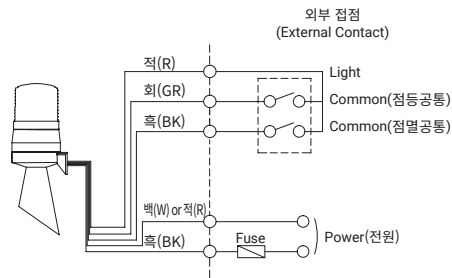 외부 접점
(External Contact)
적(R)
Light
회(GR)
Common(점등공통)
흑(BK)
Common(점멸공통)
백(W) or 적(R)
흑(BK)
Fuse
Power(전원)